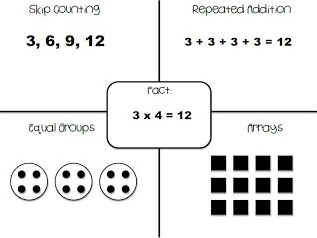 Skip Counting
3, 6, 9, 12
Repeated Addition
3 + 3 + 3 + 3 = 12
Fact:
3 x 4 = 12
Equal Groups
Arrays